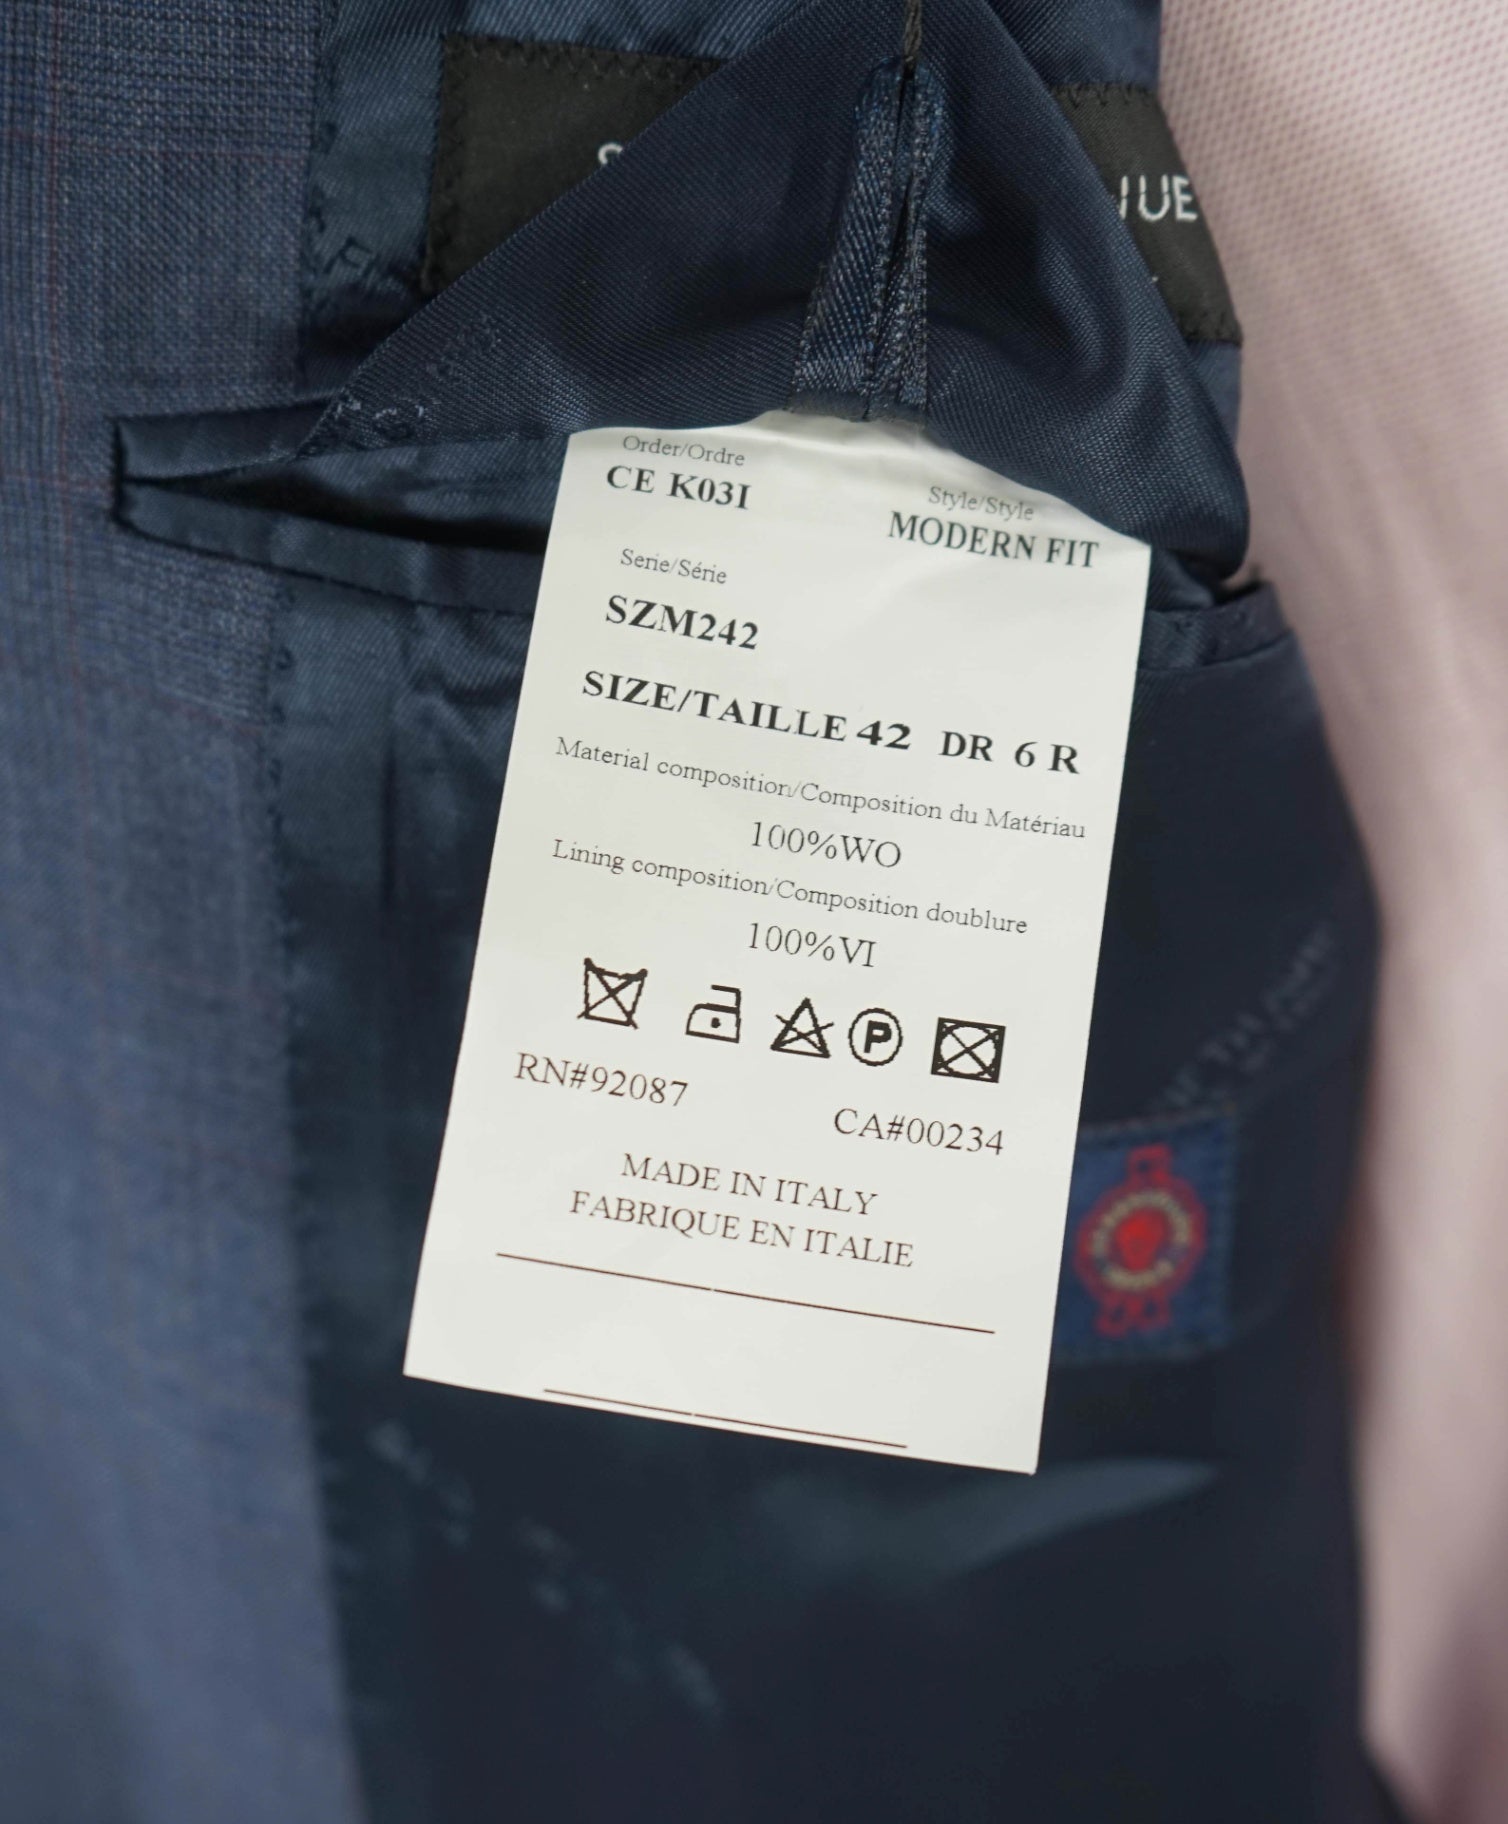 IUE
Order/Ordre
CE K03I
Style/Style
MODERN FIT
Serie/Série
SZM242
SIZE/TAILLE 42 DR 6 R
Material composition/Composition du Matériau
100%WO
Lining composition/Composition doublure
100%VI
P
RN#92087
CA#00234
MADE IN ITALY
FABRIQUE EN ITALIE